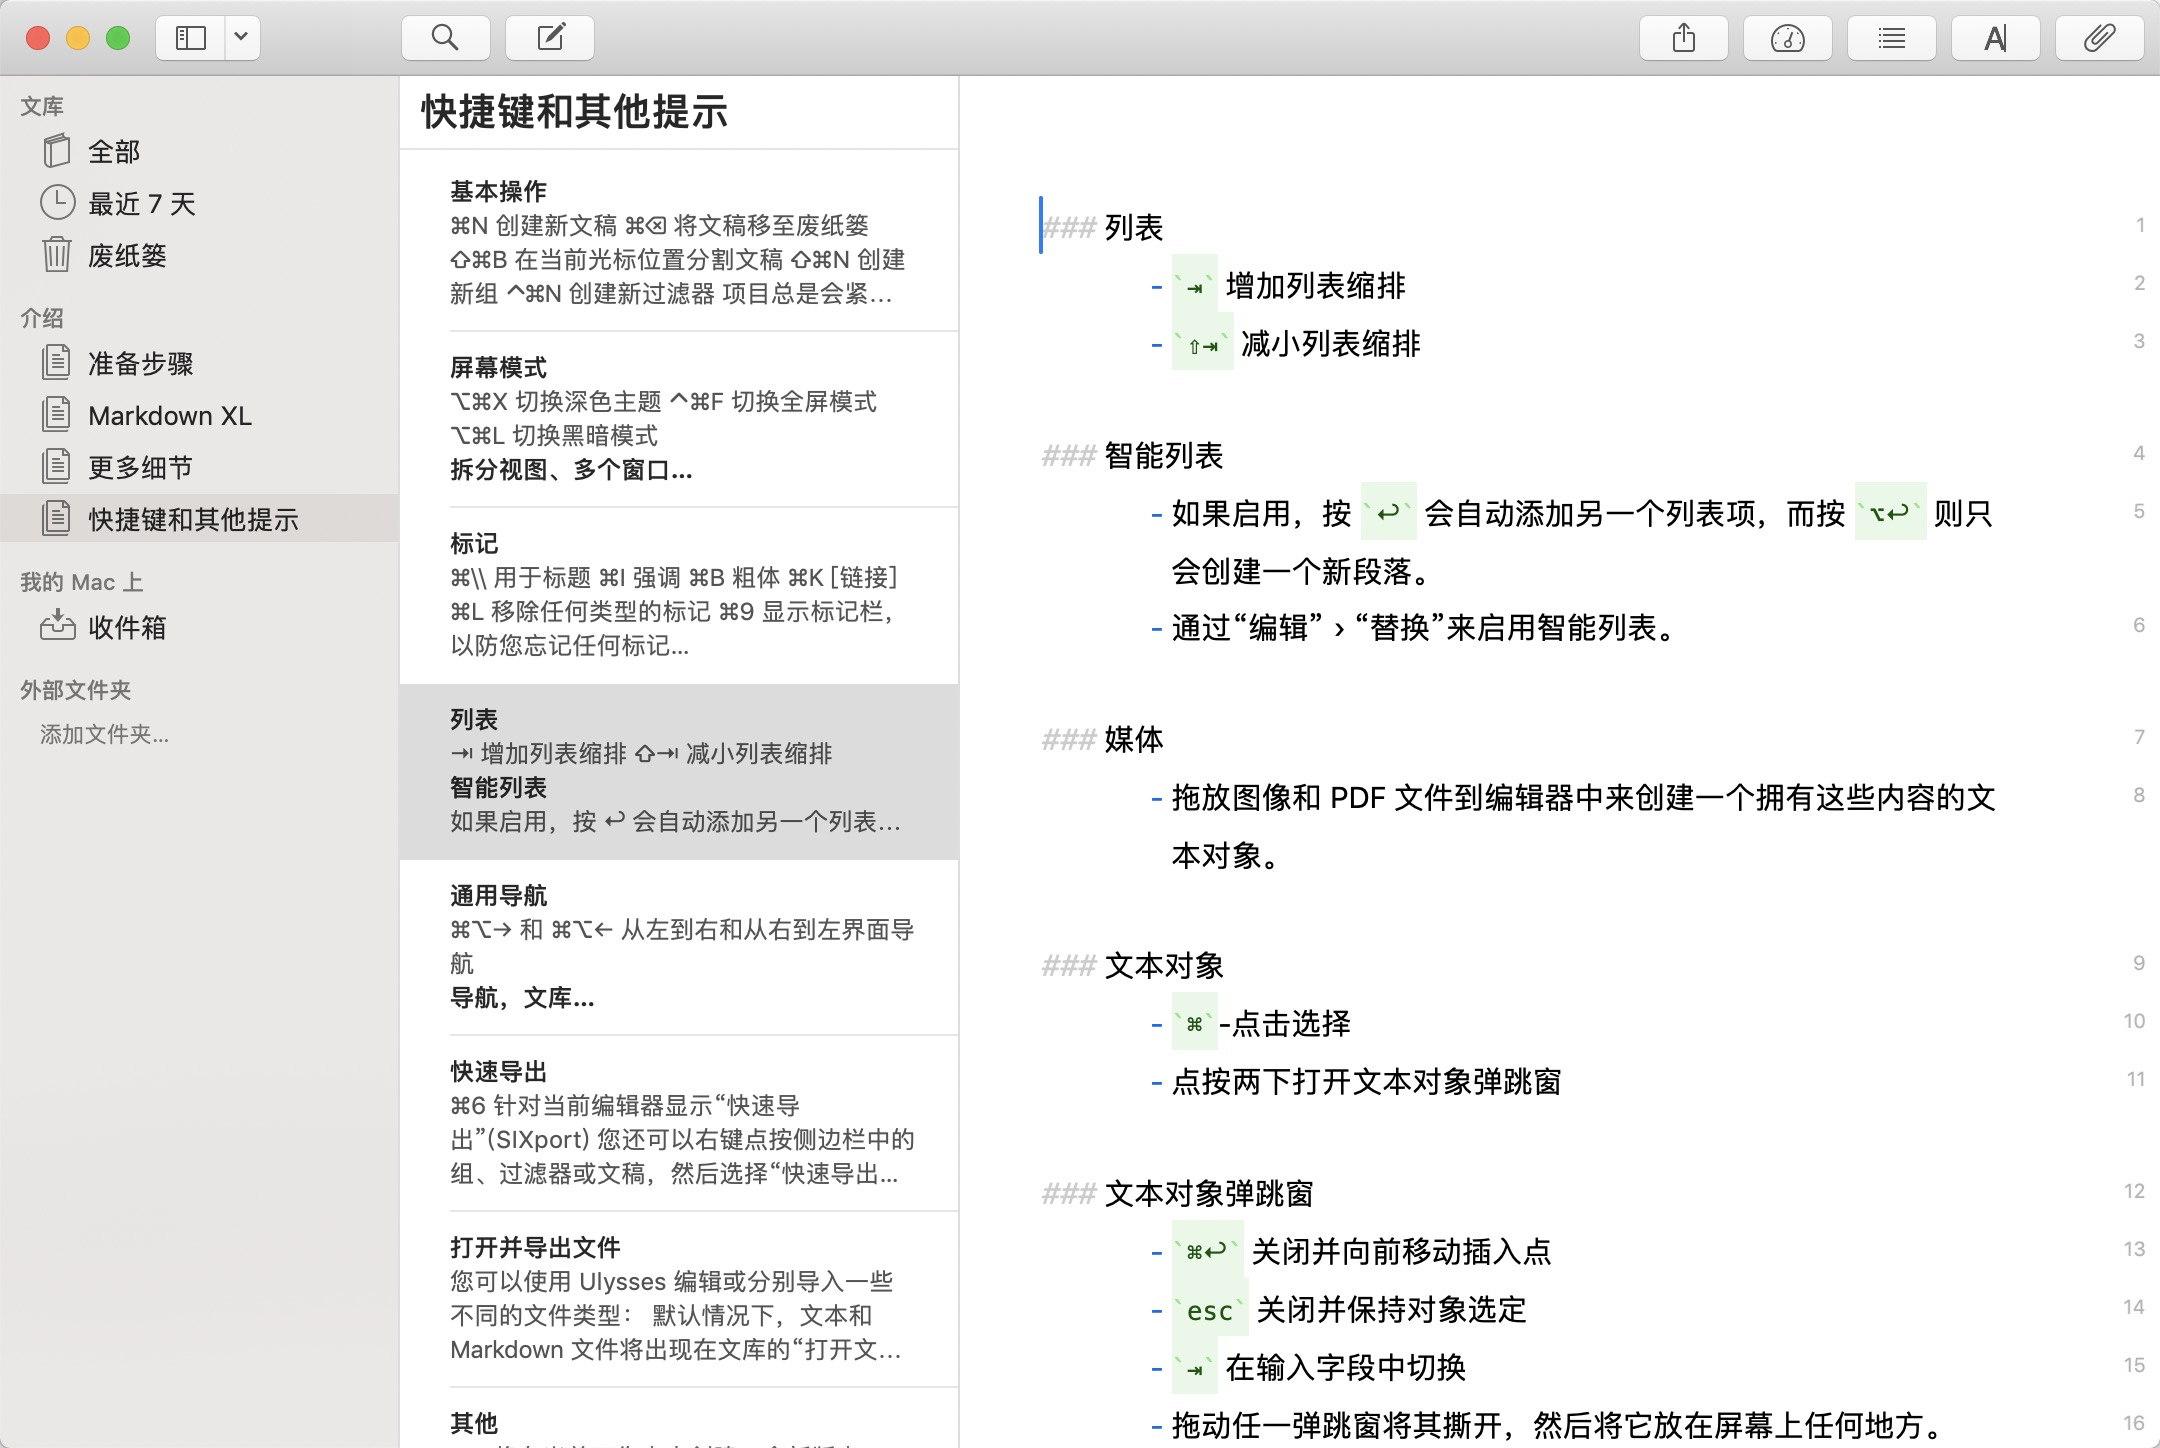 文库
全部
最近 7 天
废纸篓
介绍
准备步骤
Markdown XL
更多细节
快捷键和其他提示
我的 Mac 上
收件箱
外部文件夹
添加文件夹...
快捷键和其他提示
基本操作
⌘N 创建新文稿 ⌘⌫ 将文稿移至废纸篓
⇧⌘B 在当前光标位置分割文稿 ⇧⌘N 创建
新组 ^⌘N 创建新过滤器 项目总是会紧...
屏幕模式
⌥⌘X 切换深色主题 ^⌘F 切换全屏模式
⌥⌘L 切换黑暗模式
拆分视图、多个窗口...
标记
⌘\\ 用于标题 ⌘I 强调 ⌘B 粗体 ⌘K [链接]
⌘L 移除任何类型的标记 ⌘9 显示标记栏，
以防您忘记任何标记...
列表
⇥ 增加列表缩排 ⇧⇥ 减小列表缩排
智能列表
如果启用，按 ↩ 会自动添加另一个列表...
通用导航
⌘⌥→ 和 ⌘⌥← 从左到右和从右到左界面导
航
导航，文库...
快速导出
⌘6 针对当前编辑器显示“快速导
出”(SIXport) 您还可以右键点按侧边栏中的
组、过滤器或文稿，然后选择“快速导出...
打开并导出文件
您可以使用 Ulysses 编辑或分别导入一些
不同的文件类型： 默认情况下，文本和
Markdown 文件将出现在文库的“打开文...
其他
### 列表 1
- `⇥` 增加列表缩排 2
- `⇧⇥` 减小列表缩排 3
### 智能列表 4
- 如果启用，按 `↩` 会自动添加另一个列表项，而按 `⌥↩` 则只 5
会创建一个新段落。
- 通过“编辑” › “替换”来启用智能列表。 6
### 媒体 7
- 拖放图像和 PDF 文件到编辑器中来创建一个拥有这些内容的文 8
本对象。
### 文本对象 9
- `⌘`-点击选择 10
- 点按两下打开文本对象弹跳窗 11
### 文本对象弹跳窗 12
- `⌘↩` 关闭并向前移动插入点 13
- `esc` 关闭并保持对象选定 14
- `⇥` 在输入字段中切换 15
- 拖动任一弹跳窗将其撕开，然后将它放在屏幕上任何地方。 16